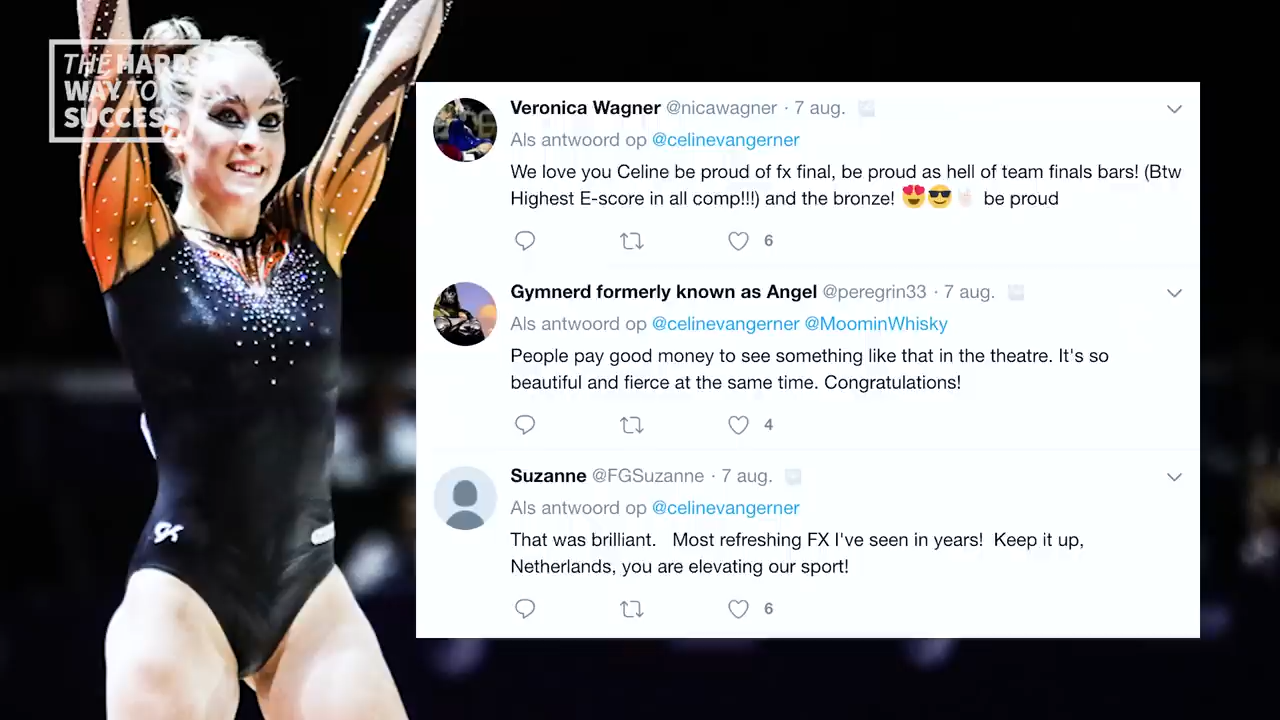 THE HARD
WAY TO
SUCCESS
Veronica Wagner @nicawagner · 7 aug.
Als antwoord op @celinevangerner
We love you Celine be proud of fx final, be proud as hell of team finals bars! (Btw
Highest E-score in all comp!!!) and the bronze! 😍😎 be proud
6
Gymnerd formerly known as Angel @peregrin33 · 7 aug.
Als antwoord op @celinevangerner @MoominWhisky
People pay good money to see something like that in the theatre. It's so
beautiful and fierce at the same time. Congratulations!
4
Suzanne @FGSuzanne · 7 aug.
Als antwoord op @celinevangerner
That was brilliant. Most refreshing FX I've seen in years! Keep it up,
Netherlands, you are elevating our sport!
6
GK